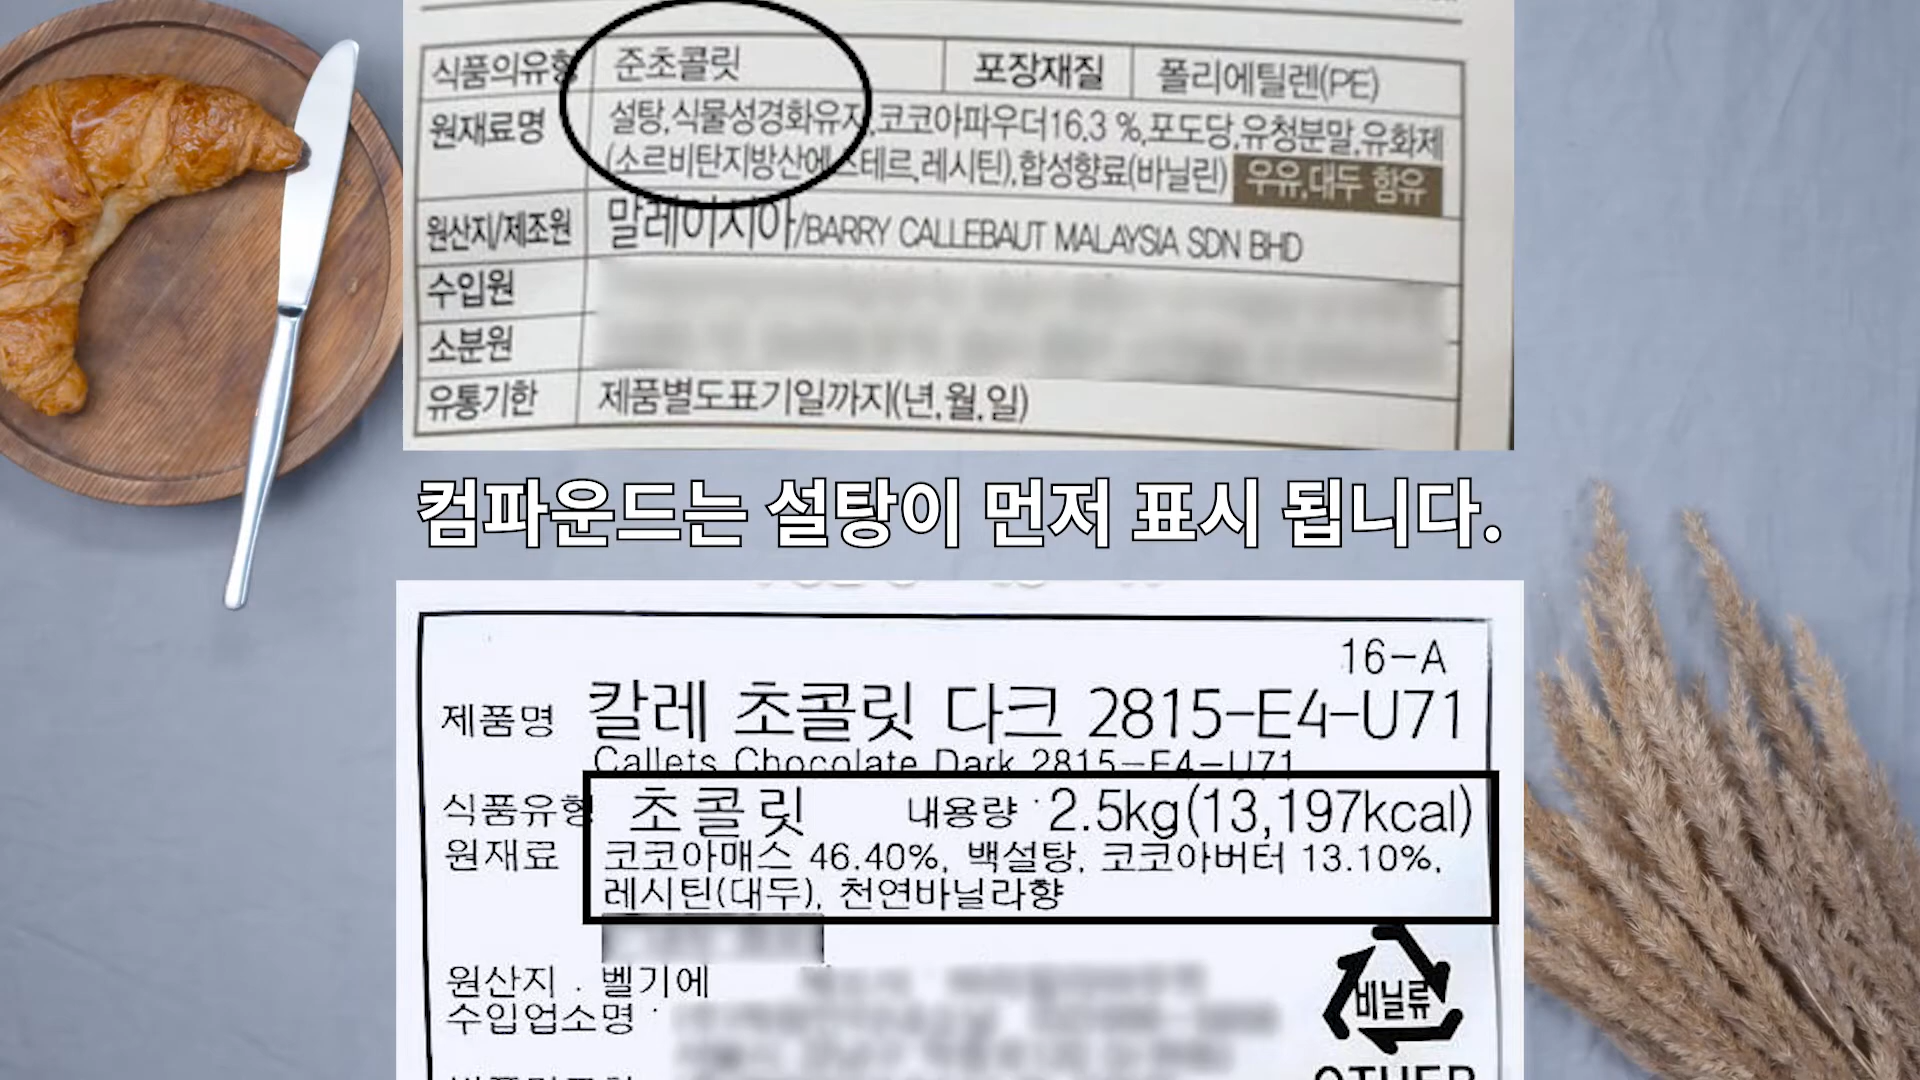 식품의유형 준초콜릿 포장재질 폴리에틸렌(PE)
원재료명 설탕,식물성경화유지,코코아파우더16.3 %,포도당,유청분말,유화제
(소르비탄지방산에스테르,레시틴),합성향료(바닐린) 우유,대두 함유
원산지/제조원 말레이시아/BARRY CALLEBAUT MALAYSIA SDN BHD
수입원
소분원
유통기한 제품별도표기일까지(년,월,일)
컴파운드는 설탕이 먼저 표시 됩니다.
16-A
제품명 칼레 초콜릿 다크 2815-E4-U71
Callets Chocolate Dark 2815-E4-U71
식품유형 초콜릿 내용량 : 2.5kg(13,197kcal)
원재료 코코아매스 46.40%, 백설탕, 코코아버터 13.10%,
레시틴(대두), 천연바닐라향
원산지 : 벨기에
수입업소명 :
비닐류
OTHER